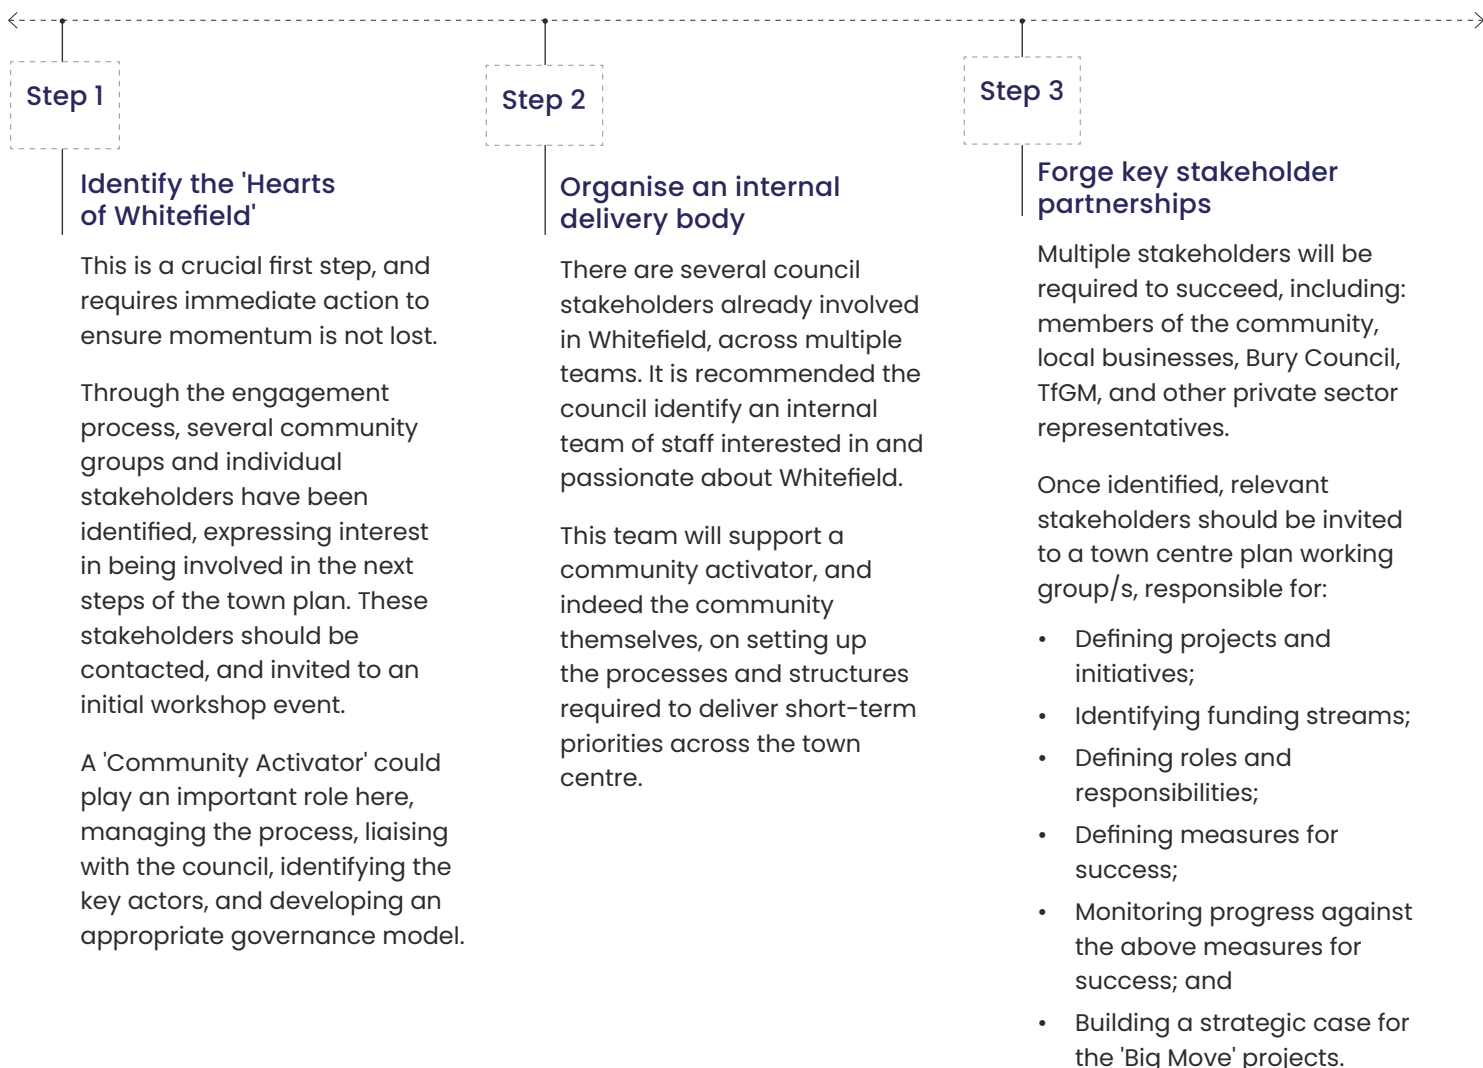 Step 1
Identify the 'Hearts
of Whitefield'
This is a crucial first step, and
requires immediate action to
ensure momentum is not lost.
Through the engagement
process, several community
groups and individual
stakeholders have been
identified, expressing interest
in being involved in the next
steps of the town plan. These
stakeholders should be
contacted, and invited to an
initial workshop event.
A 'Community Activator' could
play an important role here,
managing the process, liaising
with the council, identifying the
key actors, and developing an
appropriate governance model.
Step 2
Organise an internal
delivery body
There are several council
stakeholders already involved
in Whitefield, across multiple
teams. It is recommended the
council identify an internal
team of staff interested in and
passionate about Whitefield.
This team will support a
community activator, and
indeed the community
themselves, on setting up
the processes and structures
required to deliver short-term
priorities across the town
centre.
Step 3
Forge key stakeholder
partnerships
Multiple stakeholders will be
required to succeed, including:
members of the community,
local businesses, Bury Council,
TfGM, and other private sector
representatives.
Once identified, relevant
stakeholders should be invited
to a town centre plan working
group/s, responsible for:
• Defining projects and
initiatives;
• Identifying funding streams;
• Defining roles and
responsibilities;
• Defining measures for
success;
• Monitoring progress against
the above measures for
success; and
• Building a strategic case for
the 'Big Move' projects.